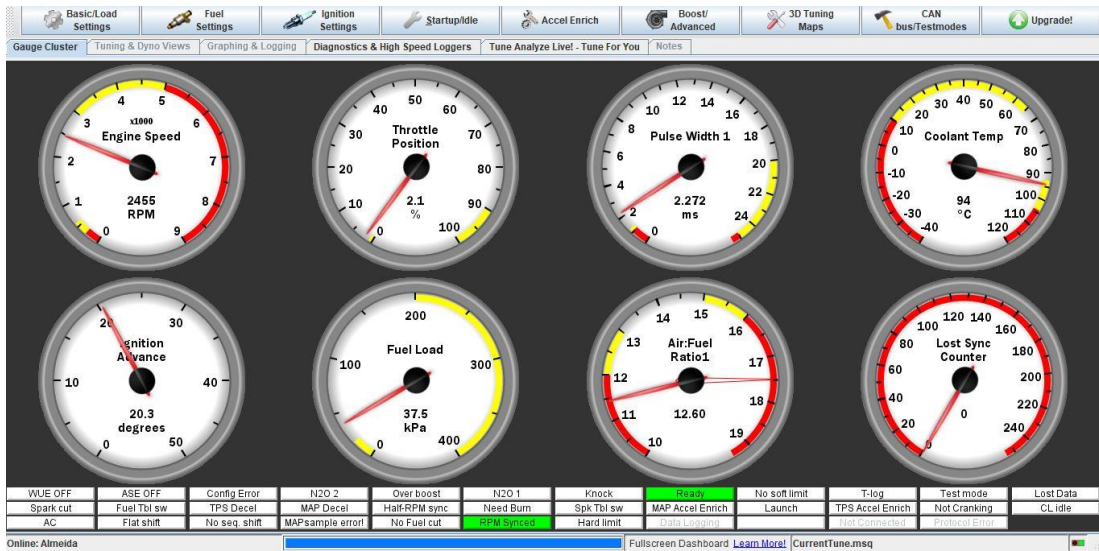 Basic/Load Settings
Fuel Settings
Ignition Settings
Startup/Idle
Accel Enrich
Boost/Advanced
3D Tuning Maps
CAN bus/Testmodes
Upgrade!
Gauge Cluster
Tuning & Dyno Views
Graphing & Logging
Diagnostics & High Speed Loggers
Tune Analyze Live! - Tune For You
Notes
0 1 2 3 4 5 6 7 8 9
x1000
Engine Speed
2455
RPM
0 10 20 30 40 50 60 70 80 90 100
Throttle
Position
2.1
%
0 2 4 6 8 10 12 14 16 18 20 22 24
Pulse Width 1
2.272
ms
-40 -30 -20 -10 0 10 20 30 40 50 60 70 80 90 100 110 120
Coolant Temp
94
°C
0 10 20 30 40 50
Ignition
Advance
20.3
degrees
0 100 200 300 400
Fuel Load
37.5
kPa
10 11 12 13 14 15 16 17 18 19
Air:Fuel
Ratio1
12.60
0 20 40 60 80 100 120 140 160 180 200 220 240
Lost Sync
Counter
0
WUE OFF ASE OFF Config Error N2O 2 Over boost N2O 1 Knock Ready No soft limit T-log Test mode Lost Data
Spark cut Fuel Tbl sw TPS Decel MAP Decel Half-RPM sync Need Burn Spk Tbl sw MAP Accel Enrich Launch TPS Accel Enrich Not Cranking CL idle
AC Flat shift No seq. shift MAPsample error! No Fuel cut RPM Synced Hard limit Data Logging Not Connected Protocol Error
Online: Almeida
Fullscreen Dashboard Learn More!
CurrentTune.msq